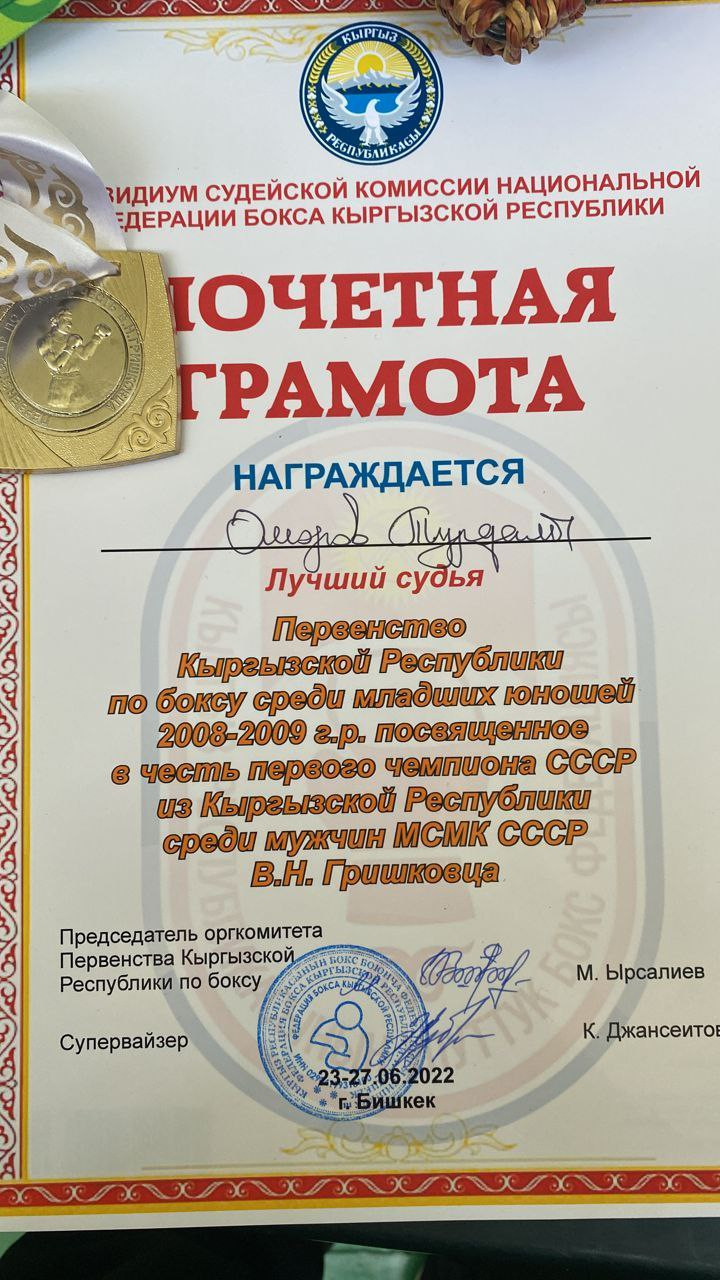 КЫРГЫЗ
РЕСПУБЛИКАСЫ
ЗИДИУМ СУДЕЙСКОЙ КОМИССИИ НАЦИОНАЛЬНОЙ
ЕДЕРАЦИИ БОКСА КЫРГЫЗСКОЙ РЕСПУБЛИКИ
ПОЧЕТНАЯ
ГРАМОТА
НАГРАЖДАЕТСЯ
Омаров
Лучший судья
Первенство
Кыргызской Республики
по боксу среди младших юношей
2008-2009 г.р. посвященное
в честь первого чемпиона СССР
из Кыргызской Республики
среди мужчин МСМК СССР
В.Н. Гришковца
Председатель оргкомитета
Первенства Кыргызской
Республики по боксу
М. Ырсалиев
Супервайзер
К. Джансеитов
23-27.06.2022
г. Бишкек